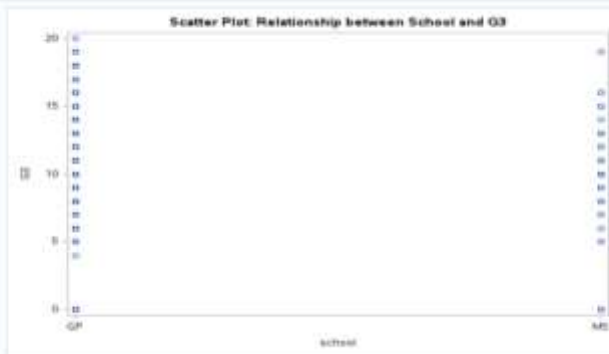 Scatter Plot: Relationship between School and G3
20
15
G3
10
5
0
GP
MS
school